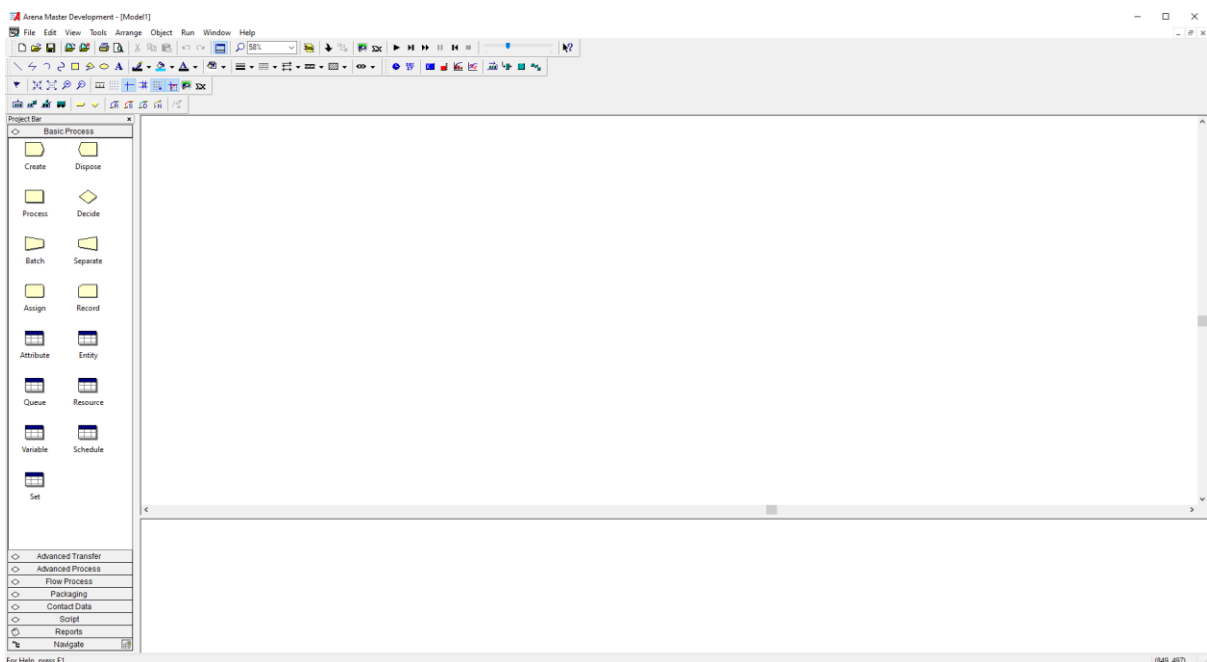 Arena Master Development - [Model1]
File Edit View Tools Arrange Object Run Window Help
58%
Project Bar
Basic Process
Create Dispose
Process Decide
Batch Separate
Assign Record
Attribute Entity
Queue Resource
Variable Schedule
Set
Advanced Transfer
Advanced Process
Flow Process
Packaging
Contact Data
Script
Reports
Navigate
For Help, press F1
(849, 497)